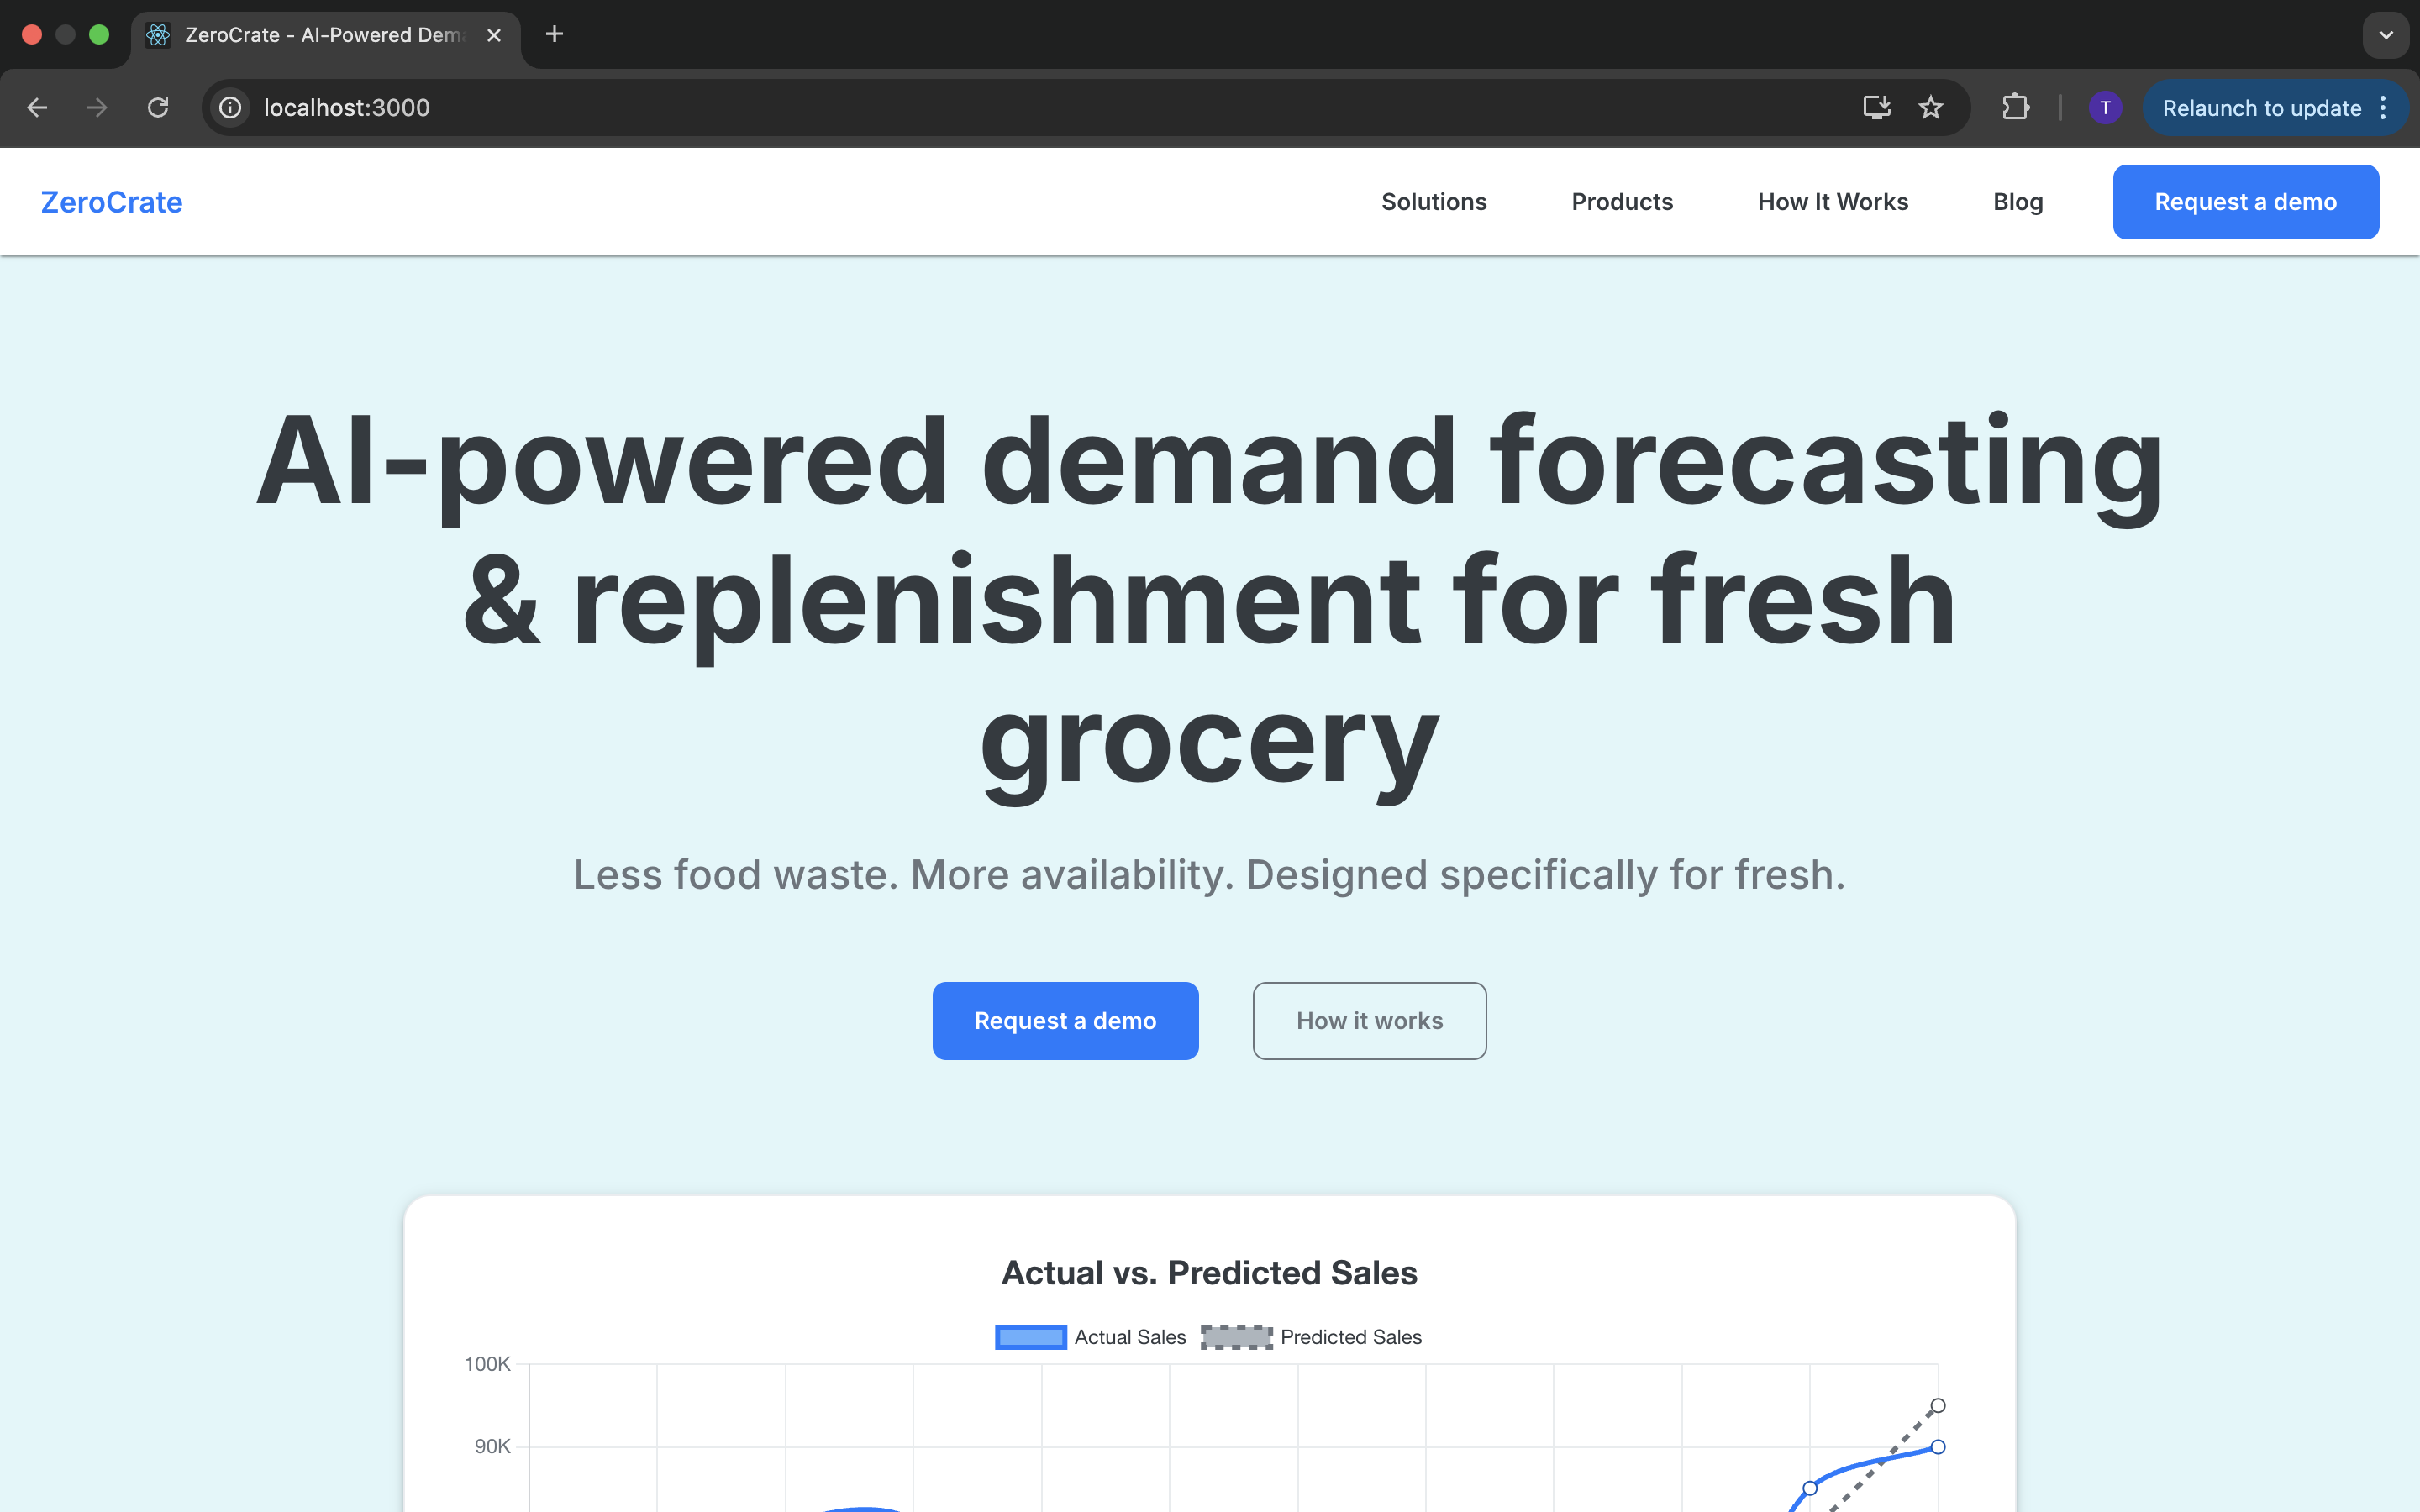 ZeroCrate - AI-Powered Dem
localhost:3000
T
Relaunch to update
ZeroCrate
Solutions
Products
How It Works
Blog
Request a demo
AI-powered demand forecasting
& replenishment for fresh
grocery
Less food waste. More availability. Designed specifically for fresh.
Request a demo
How it works
Actual vs. Predicted Sales
Actual Sales
Predicted Sales
100K
90K